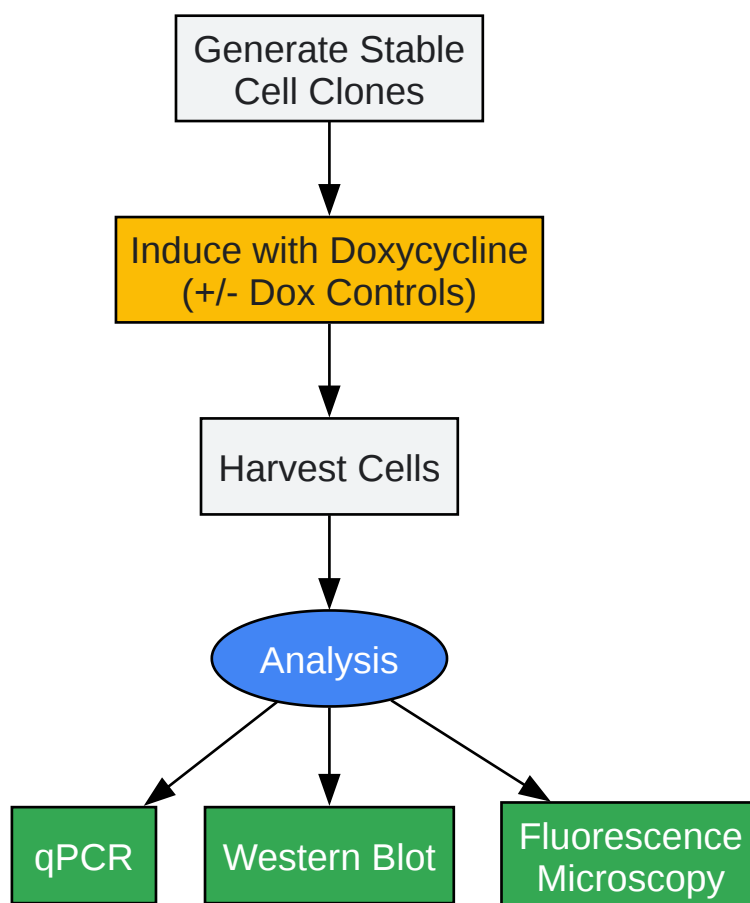 Generate Stable
Cell Clones
Induce with Doxycycline
(+/- Dox Controls)
Harvest Cells
Analysis
qPCR
Western Blot
Fluorescence
Microscopy